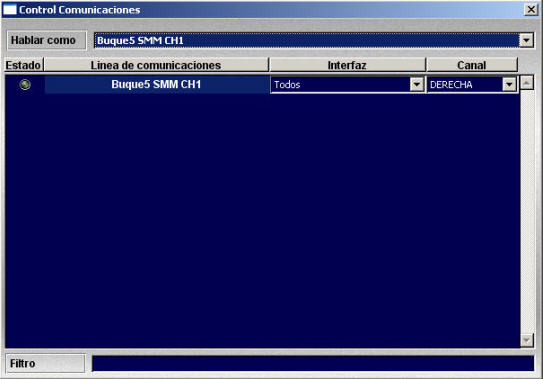 Control Comunicaciones
Hablar como Buque5 SMM CH1
Estado Linea de comunicaciones Interfaz Canal
Buque5 SMM CH1 Todos DERECHA
Filtro